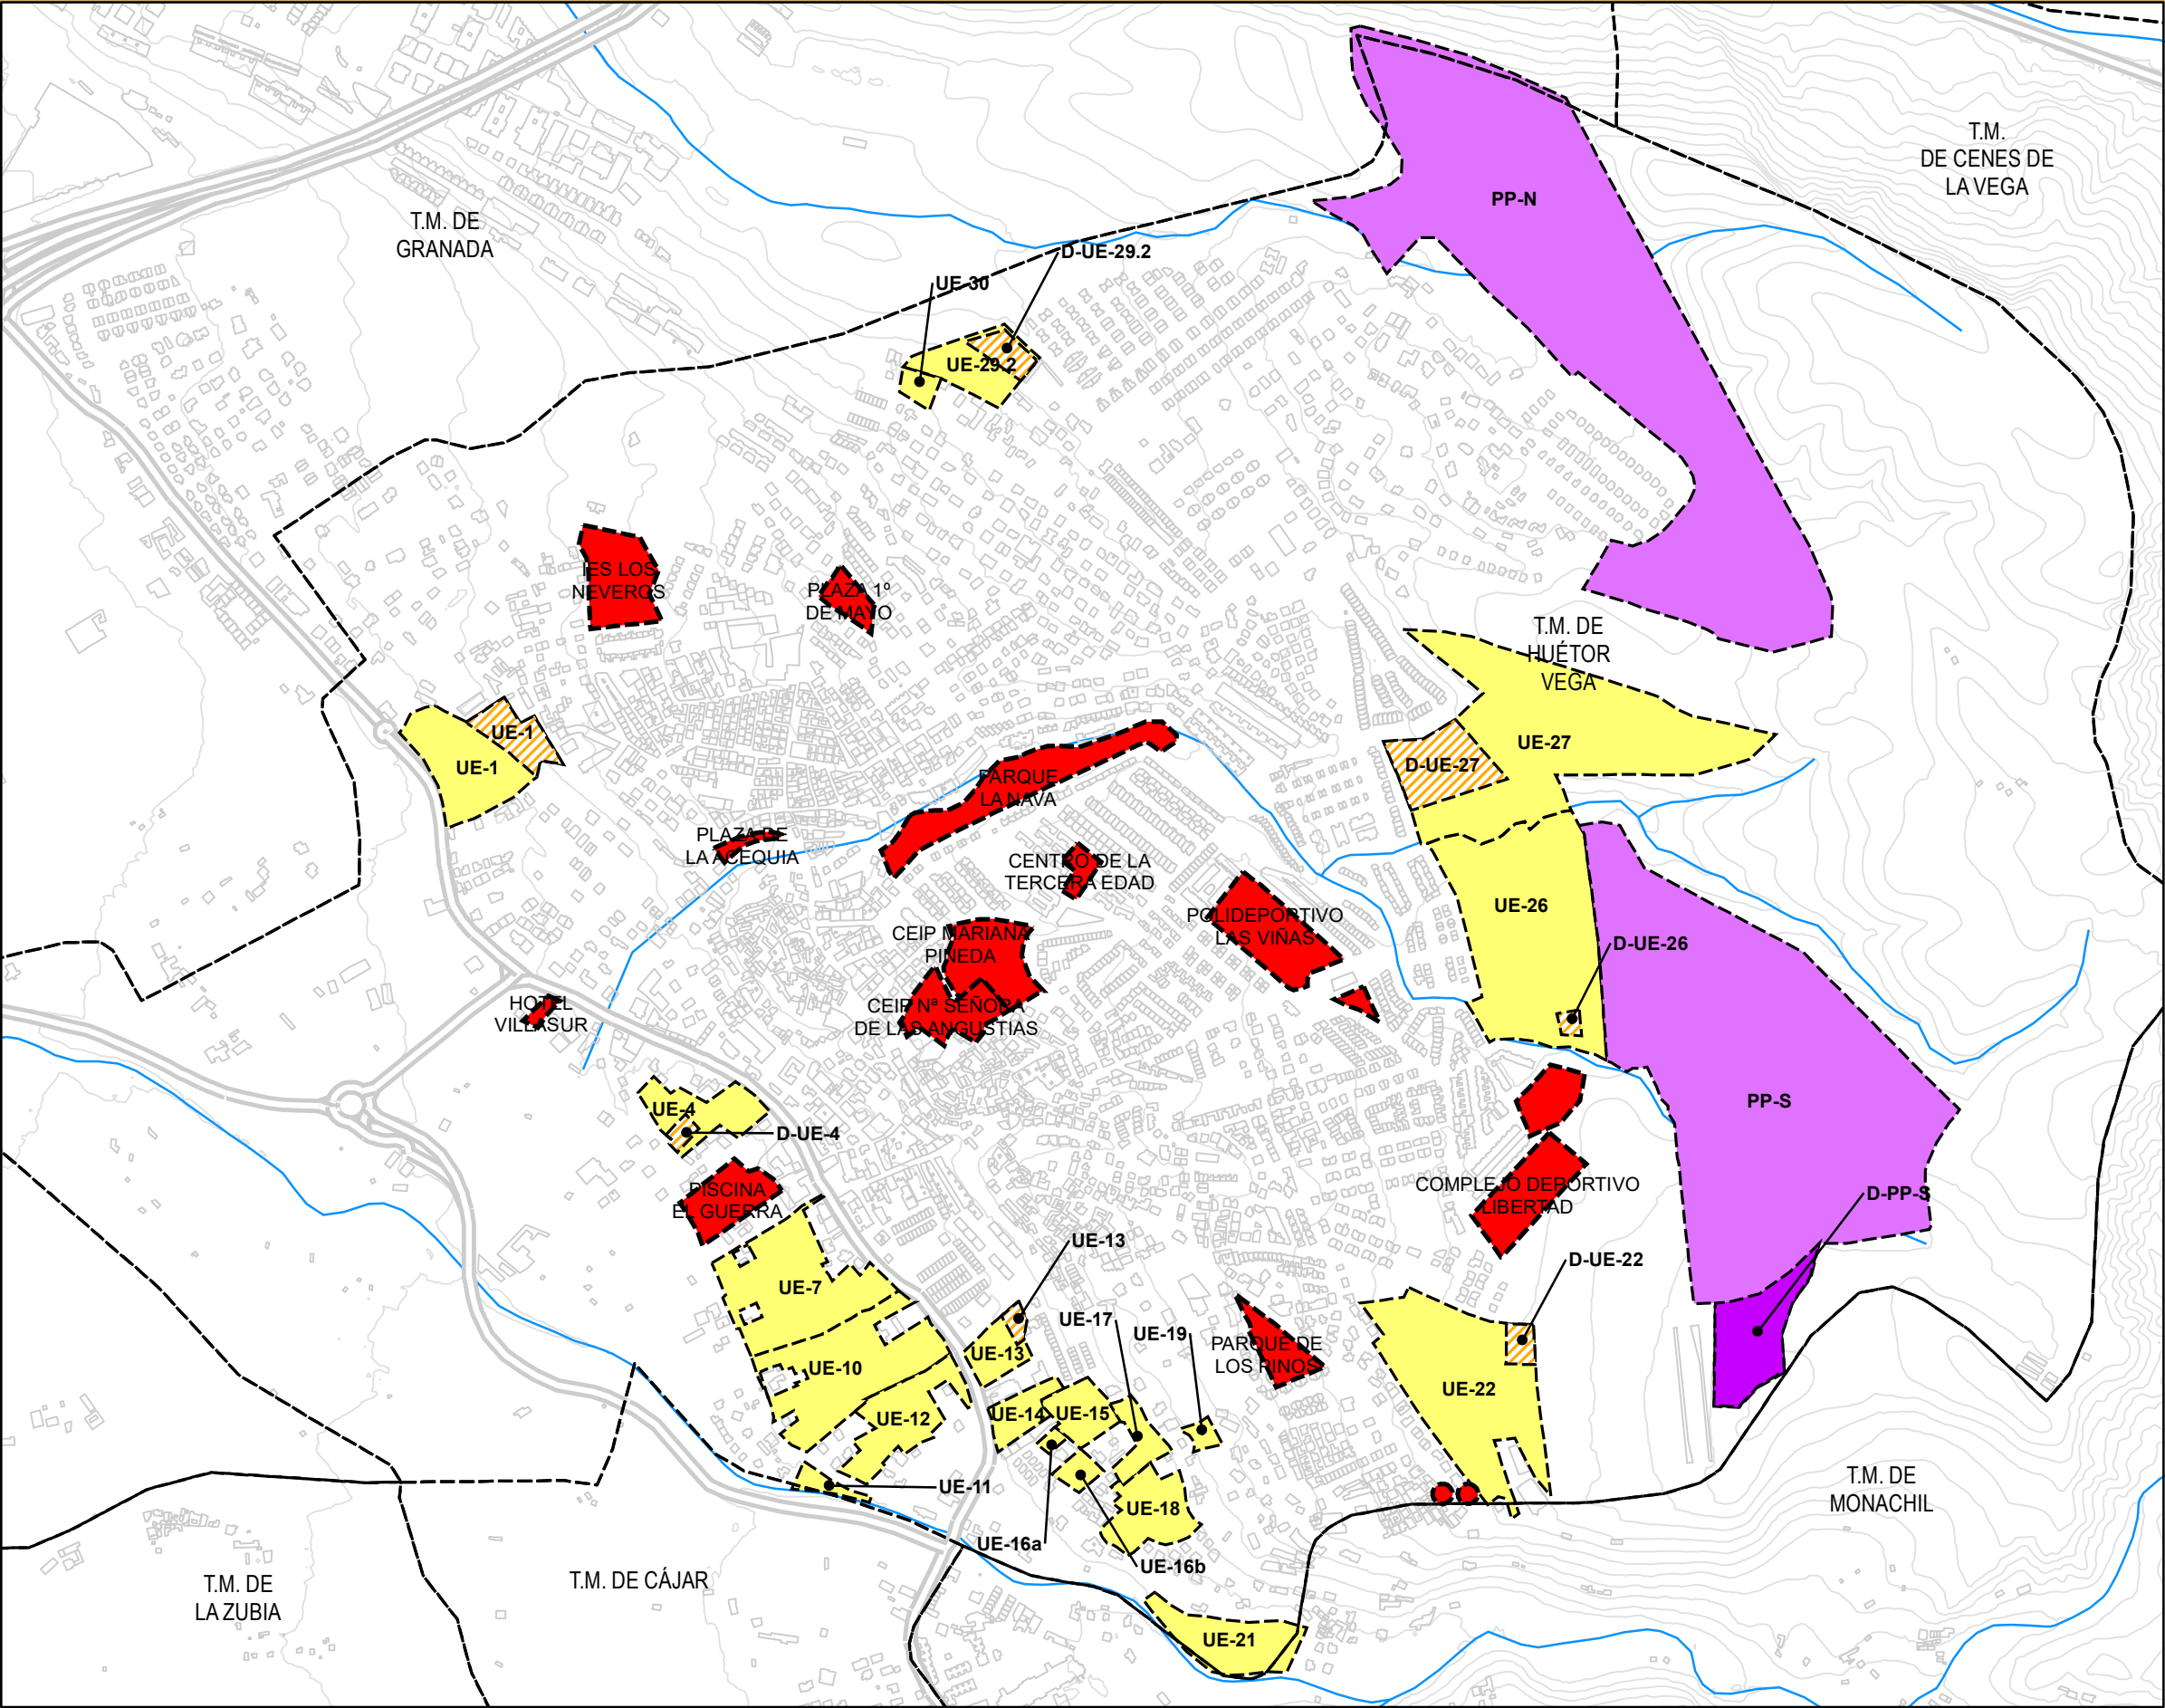 T.M.
DE CENES DE
LA VEGA
PP-N
T.M. DE
GRANADA
D-UE-29.2
UE-30
UE-29.2
IES LOS
NEVEROS
PLAZA 1º
DE MAYO
T.M. DE
HUÉTOR
VEGA
UE-1
UE-1
UE-27
D-UE-27
PARQUE
LA NAVA
PLAZA DE
LA ACEQUIA
CENTRO DE LA
TERCERA EDAD
UE-26
POLIDEPORTIVO
LAS VIÑAS
CEIP MARIANA
PINEDA
D-UE-26
CEIP Nª SEÑORA
DE LAS ANGUSTIAS
HOTEL
VILLASUR
PP-S
UE-4
D-UE-4
COMPLEJO DEPORTIVO
LIBERTAD
D-PP-S
PISCINA
EL GUERRA
UE-13
D-UE-22
UE-7
UE-17
UE-19
PARQUE DE
LOS RINOS
UE-13
UE-10
UE-22
UE-12
UE-14
UE-15
T.M. DE
MONACHIL
UE-11
UE-18
UE-16a
UE-16b
T.M. DE
LA ZUBIA
T.M. DE CÁJAR
UE-21